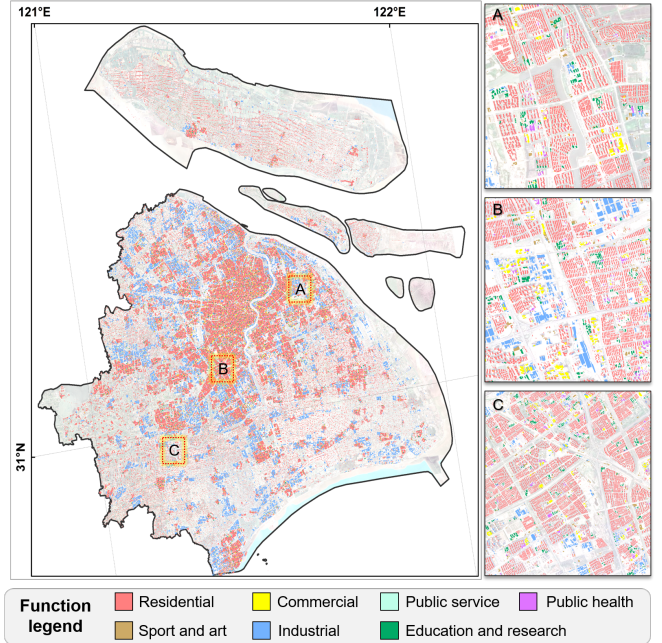 121°E
122°E
31°N
A
B
C
A
B
C
Function legend
Residential
Commercial
Public service
Public health
Sport and art
Industrial
Education and research